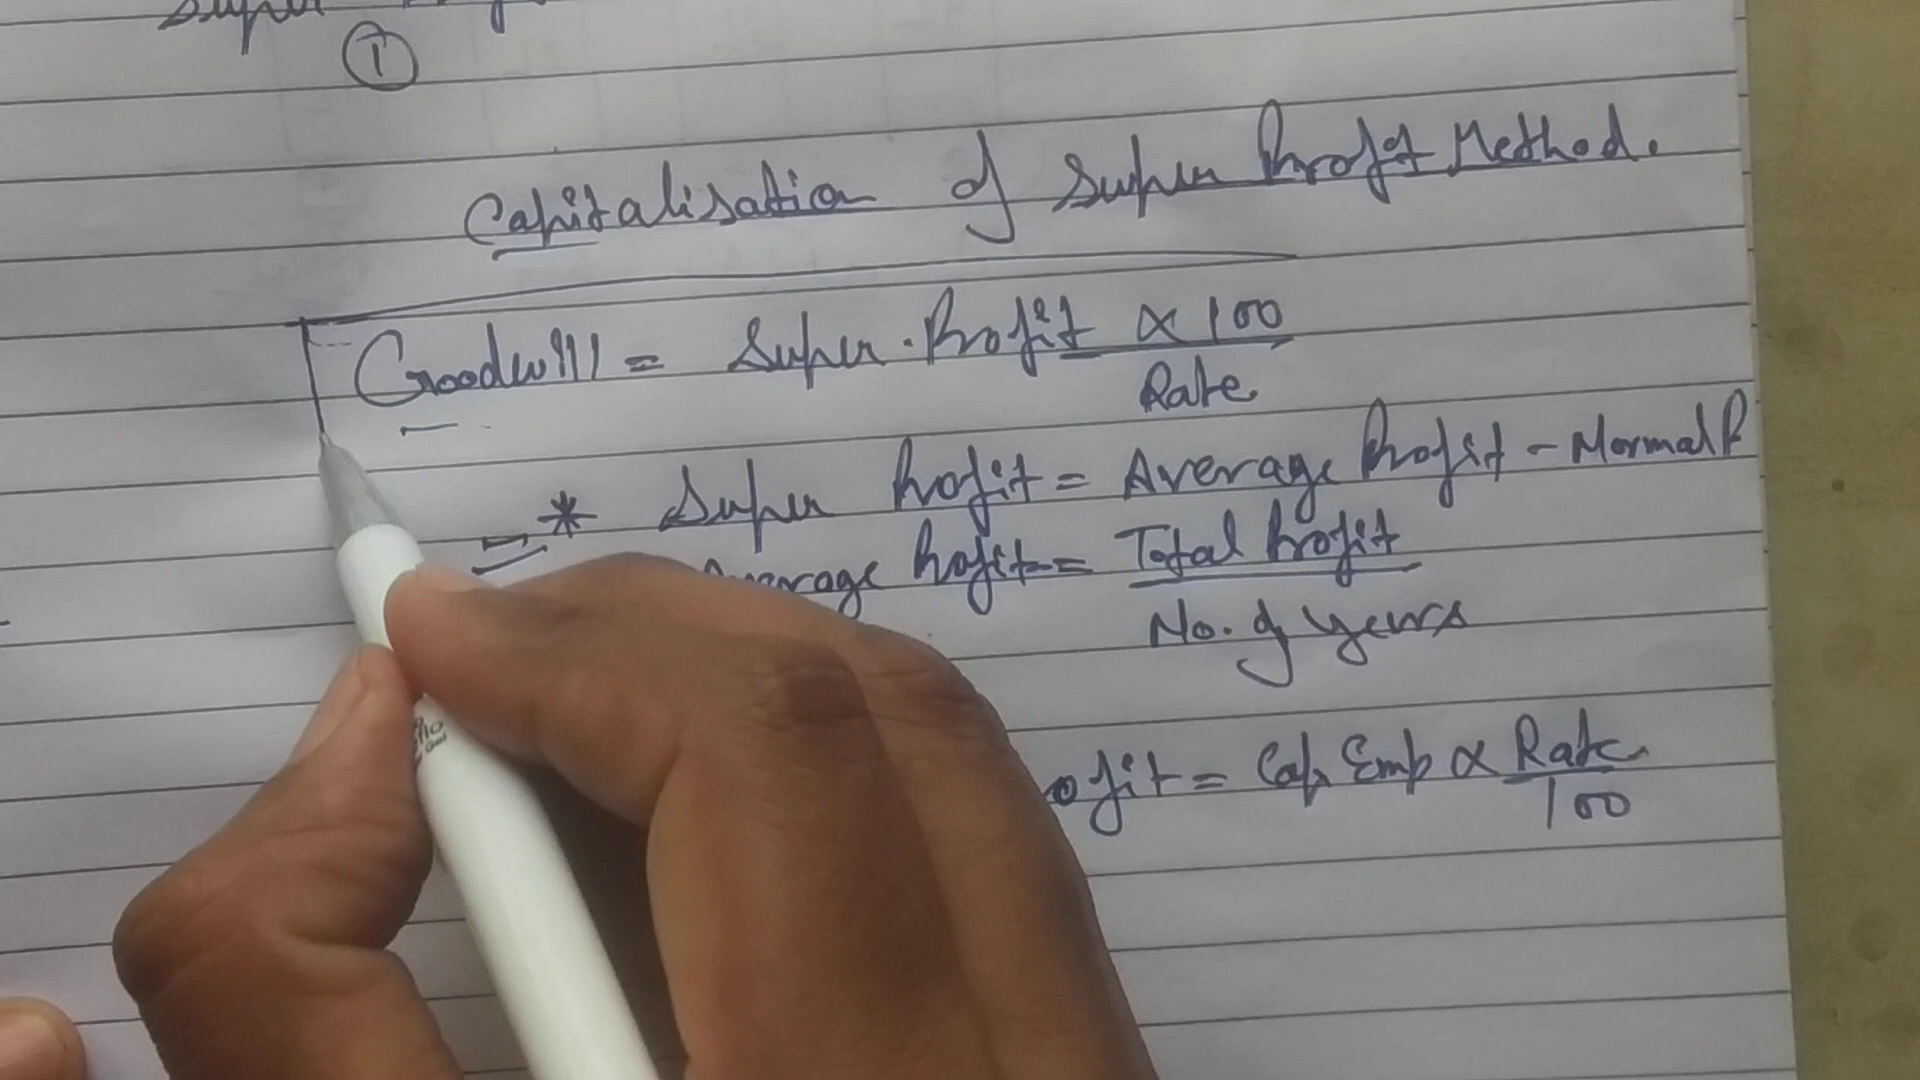 Super
1
Capitalisation of Super Profit Method.
Goodwill = Super Profit × 100
Rate
* Super Profit = Average Profit - Normal P
Average Profit = Total Profit
No. of years
ofit = Cap Emp × Rate
100